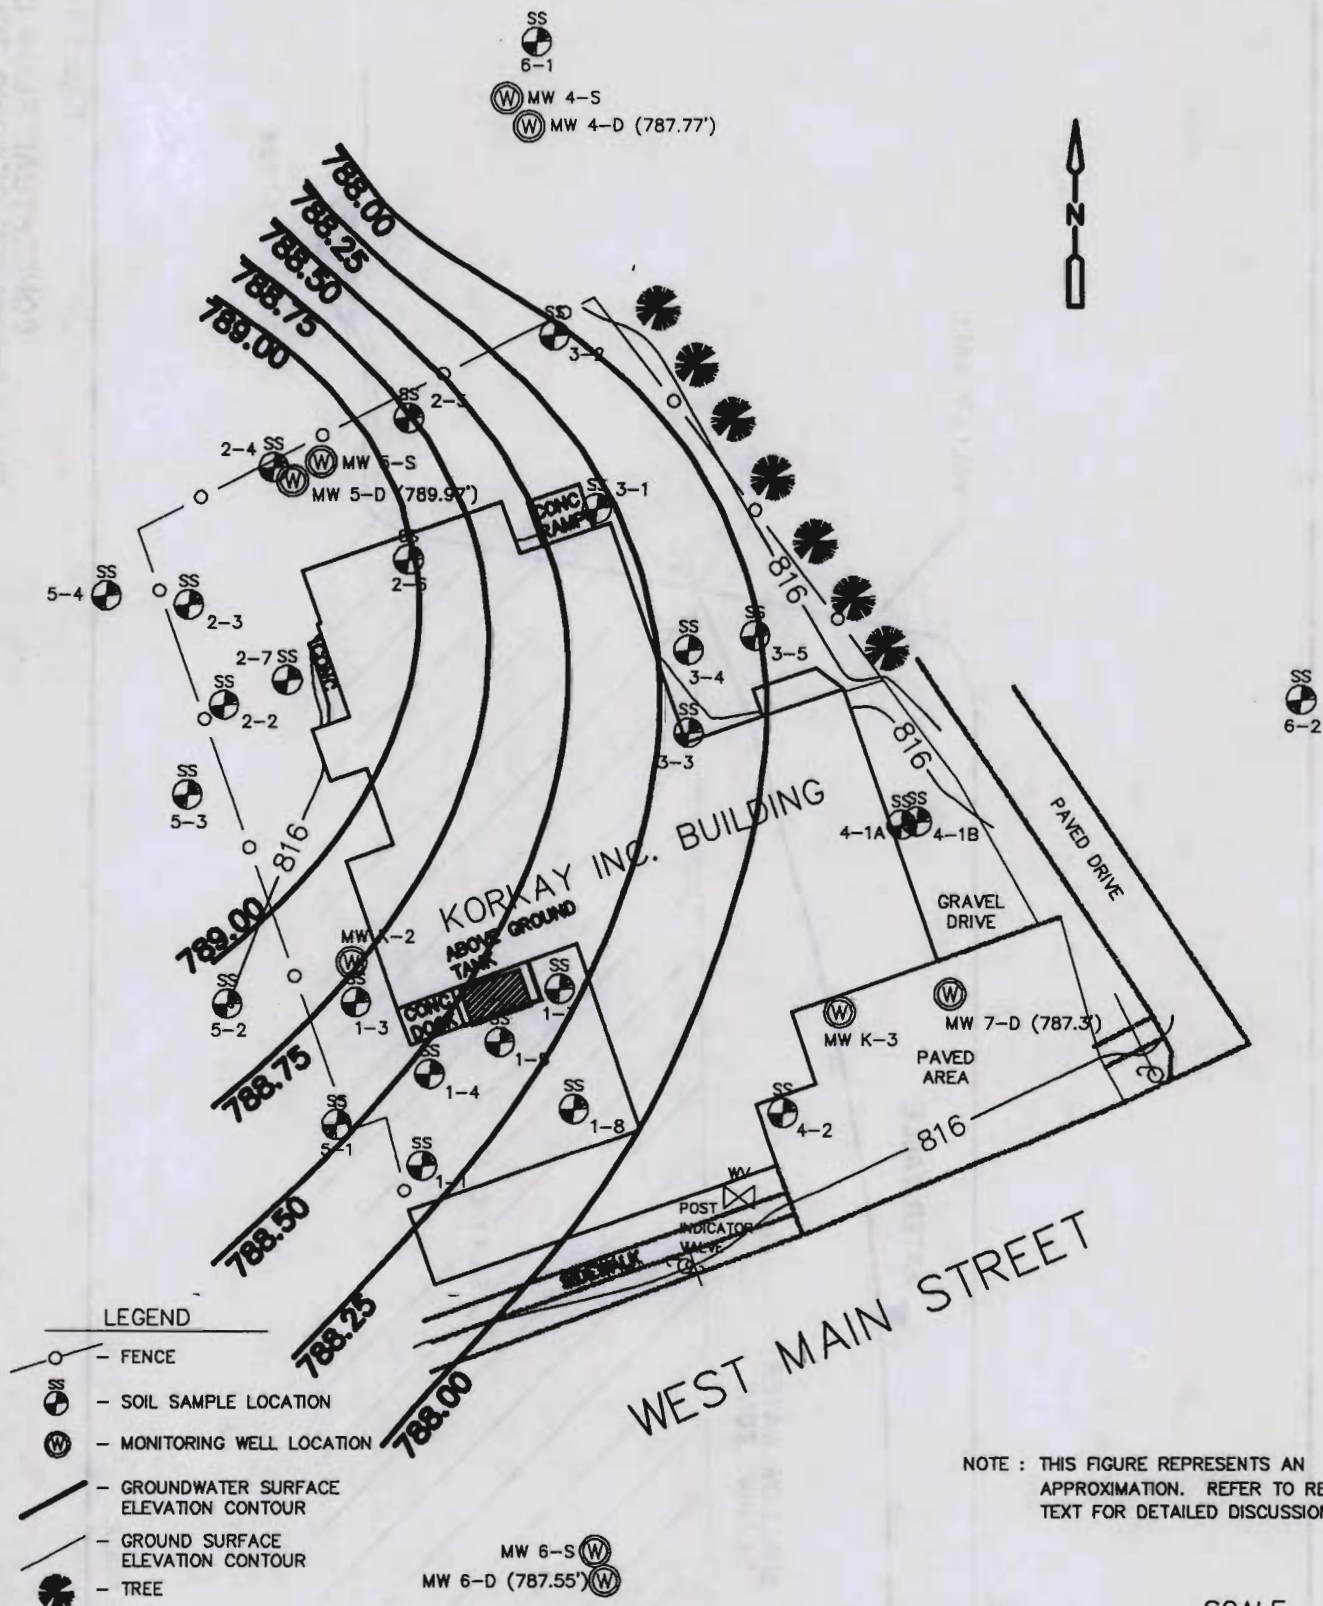 SS
6-1
MW 4-S
MW 4-D (787.77')
N
788.00
788.25
788.50
788.75
789.00
SS
3-2
SS
2-5
2-4 SS
MW 5-S
MW 5-D (789.97')
SS 3-1
CONC
RAMP
SS
2-6
SS
5-4
SS
2-3
2-7 SS
CONC
SS
2-2
SS
5-3
816
SS
3-4
SS
3-5
SS
3-3
816
816
SS
6-2
PAVED DRIVE
SS SS
4-1A 4-1B
GRAVEL
DRIVE
KORKAY INC. BUILDING
ABOVE GROUND
TANK
CONC
DOCK
789.00
MW K-2
SS
5-2
1-3
SS
SS
1-4
SS
SS
1-8
MW K-3
MW 7-D (787.3')
PAVED
AREA
SS
4-2
816
788.75
SS
5-1
SS
1-1
WV
POST
INDICATOR
VALVE
SIDEWALK
788.50
788.25
788.00
WEST MAIN STREET
LEGEND
- FENCE
SS
- SOIL SAMPLE LOCATION
W - MONITORING WELL LOCATION
- GROUNDWATER SURFACE
ELEVATION CONTOUR
- GROUND SURFACE
ELEVATION CONTOUR
- TREE
MW 6-S
MW 6-D (787.55')
NOTE : THIS FIGURE REPRESENTS AN
APPROXIMATION. REFER TO RE
TEXT FOR DETAILED DISCUSSION
SCALE